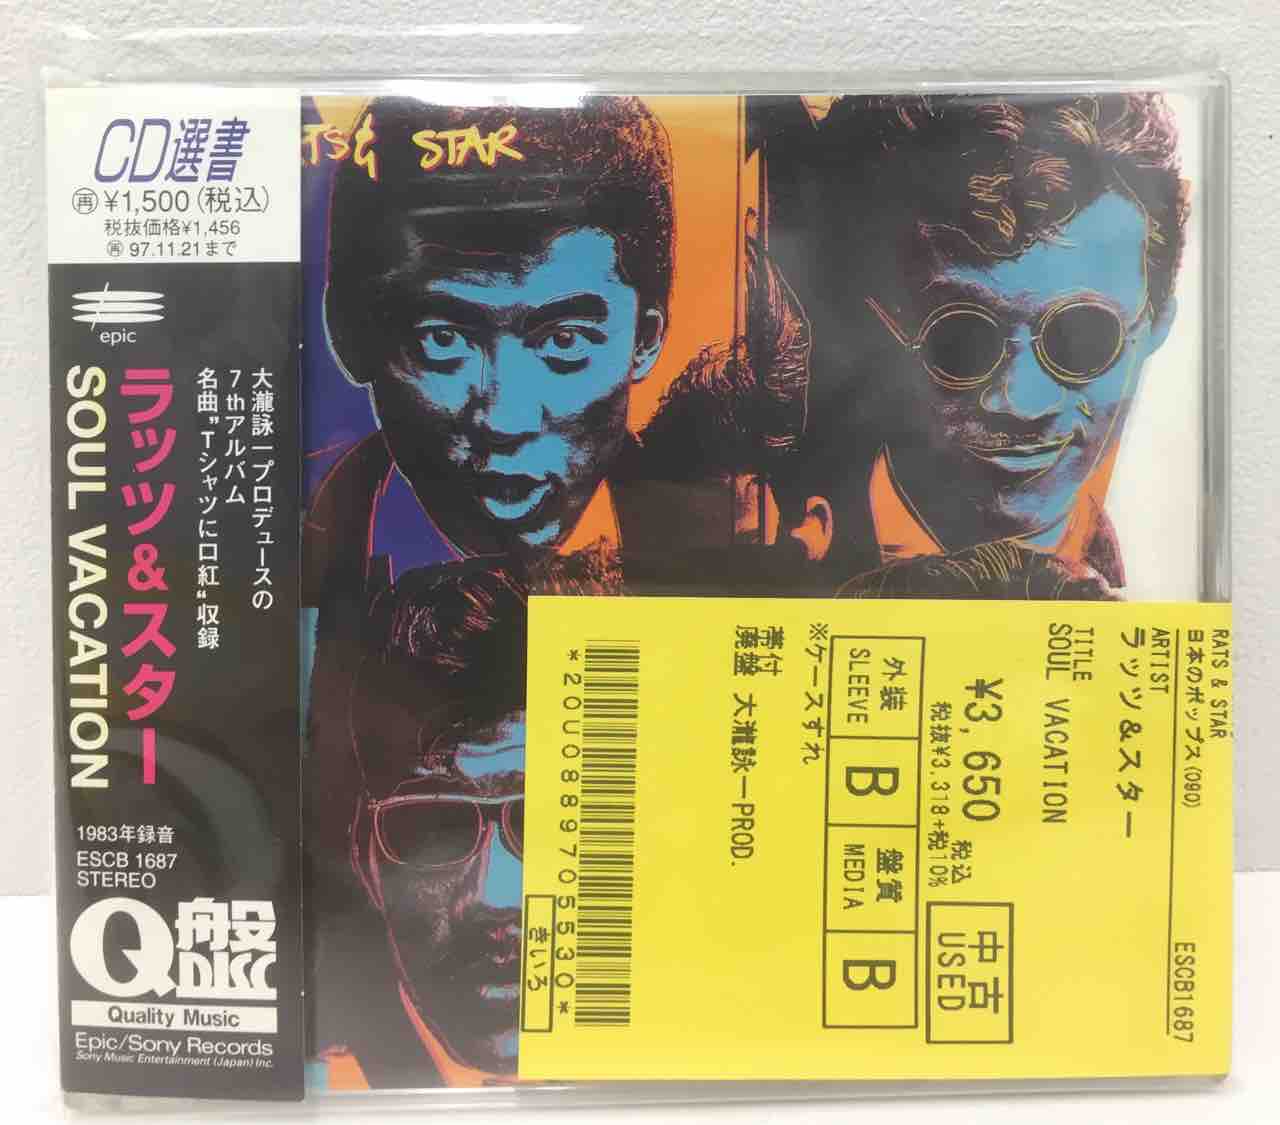 CD選書
再 ¥1,500(税込)
税抜価格¥1,456
再 97.11.21まで
epic
大瀧詠一プロデュースの
7thアルバム
名曲"Tシャツに口紅"収録
ラッツ&スター
SOUL VACATION
1983年録音
ESCB 1687
STEREO
Q盤
DISC
Quality Music
Epic/Sony Records
Sony Music Entertainment (Japan) Inc.
TS& STAR
RATS & STAR
日本のポップス(090)
ESCB1687
ARTIST
ラッツ&スター
TITLE
SOUL VACATION
¥3,650 税込
税抜¥3,318+税10%
中古
USED
外装 B 盤質 B
SLEEVE MEDIA
※ケースすれ
帯付
廃盤 大瀧詠一PROD.
*20U088970553O*
きいろ